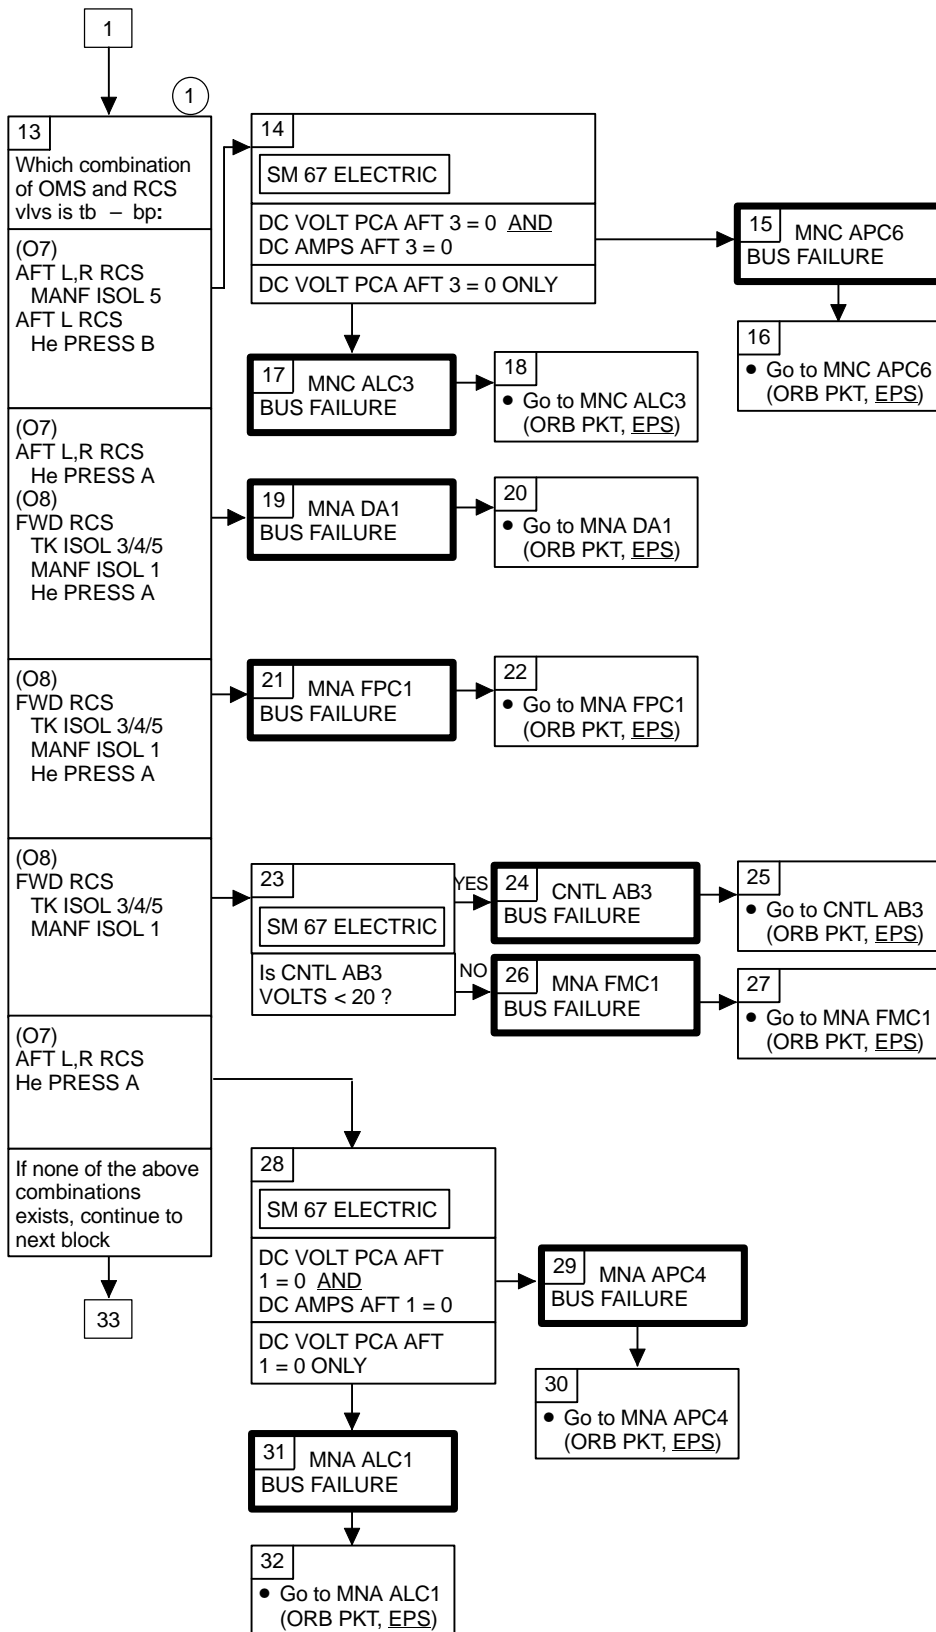 1
1
13
Which combination
of OMS and RCS
vlvs is tb – bp:
(O7)
AFT L,R RCS
MANF ISOL 5
AFT L RCS
He PRESS B
14
SM 67 ELECTRIC
DC VOLT PCA AFT 3 = 0 AND
DC AMPS AFT 3 = 0
DC VOLT PCA AFT 3 = 0 ONLY
15 MNC APC6
BUS FAILURE
16
• Go to MNC APC6
(ORB PKT, EPS)
17 MNC ALC3
BUS FAILURE
18
• Go to MNC ALC3
(ORB PKT, EPS)
(O7)
AFT L,R RCS
He PRESS A
(O8)
FWD RCS
TK ISOL 3/4/5
MANF ISOL 1
He PRESS A
19 MNA DA1
BUS FAILURE
20
• Go to MNA DA1
(ORB PKT, EPS)
(O8)
FWD RCS
TK ISOL 3/4/5
MANF ISOL 1
He PRESS A
21 MNA FPC1
BUS FAILURE
22
• Go to MNA FPC1
(ORB PKT, EPS)
(O8)
FWD RCS
TK ISOL 3/4/5
MANF ISOL 1
23
SM 67 ELECTRIC
Is CNTL AB3
VOLTS < 20 ?
YES
24 CNTL AB3
BUS FAILURE
25
• Go to CNTL AB3
(ORB PKT, EPS)
NO
26 MNA FMC1
BUS FAILURE
27
• Go to MNA FMC1
(ORB PKT, EPS)
(O7)
AFT L,R RCS
He PRESS A
If none of the above
combinations
exists, continue to
next block
33
28
SM 67 ELECTRIC
DC VOLT PCA AFT
1 = 0 AND
DC AMPS AFT 1 = 0
DC VOLT PCA AFT
1 = 0 ONLY
29 MNA APC4
BUS FAILURE
30
• Go to MNA APC4
(ORB PKT, EPS)
31 MNA ALC1
BUS FAILURE
32
• Go to MNA ALC1
(ORB PKT, EPS)